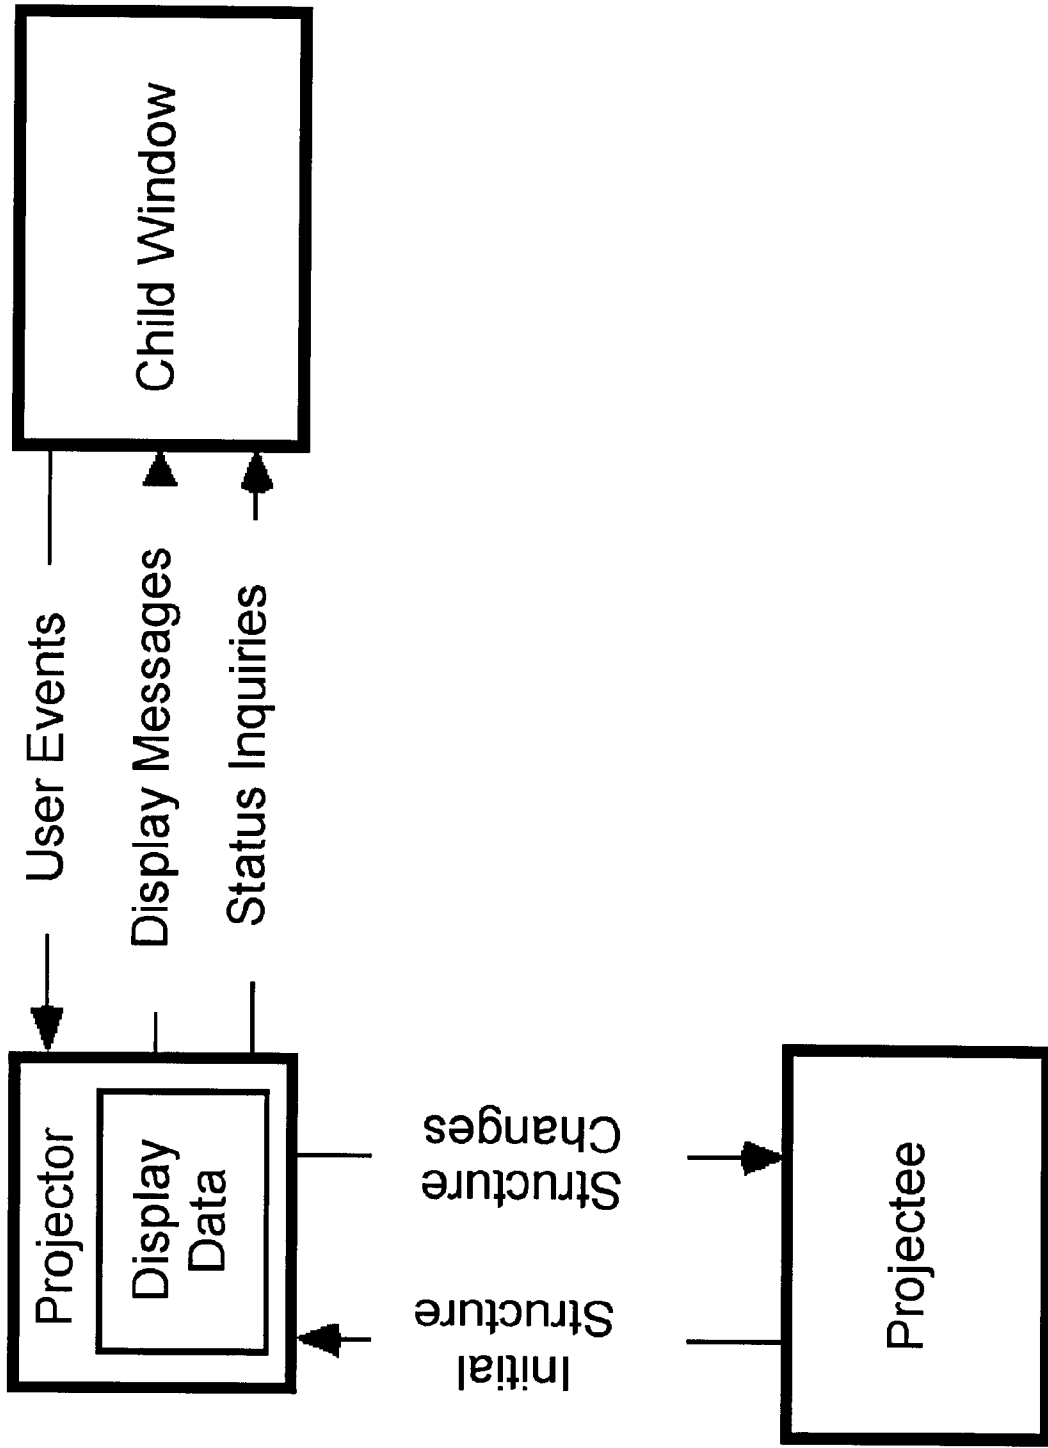 Projector
Display
Data
User Events
Display Messages
Status Inquiries
Child Window
Initial
Structure
Structure
Changes
Projectee